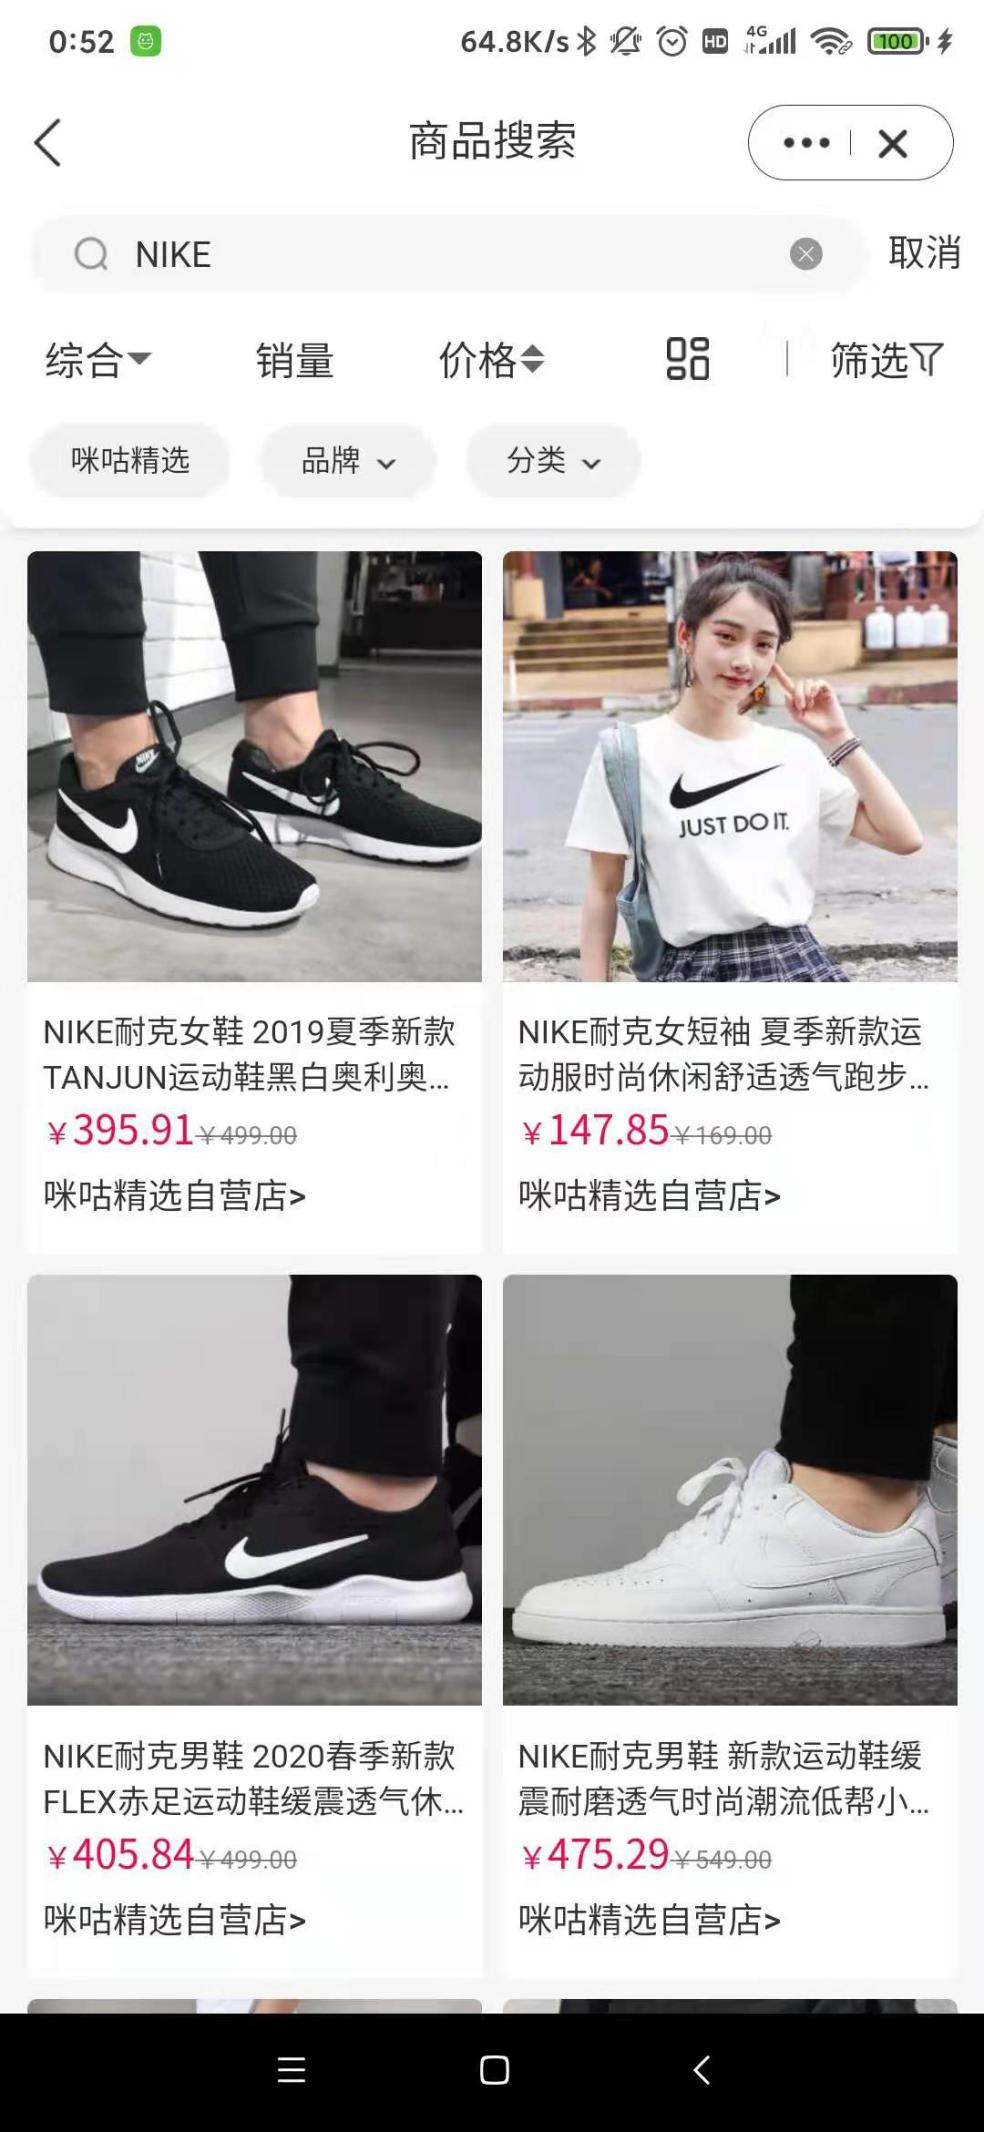 0:52 64.8K/s HD 4G 100
商品搜索
NIKE 取消
综合 销量 价格 筛选
咪咕精选 品牌 分类
NIKE
JUST DO IT.
NIKE耐克女鞋 2019夏季新款
TANJUN运动鞋黑白奥利奥...
￥395.91￥499.00
咪咕精选自营店>
NIKE耐克女短袖 夏季新款运
动服时尚休闲舒适透气跑步...
￥147.85￥169.00
咪咕精选自营店>
NIKE耐克男鞋 2020春季新款
FLEX赤足运动鞋缓震透气休...
￥405.84￥499.00
咪咕精选自营店>
NIKE耐克男鞋 新款运动鞋缓
震耐磨透气时尚潮流低帮小...
￥475.29￥549.00
咪咕精选自营店>